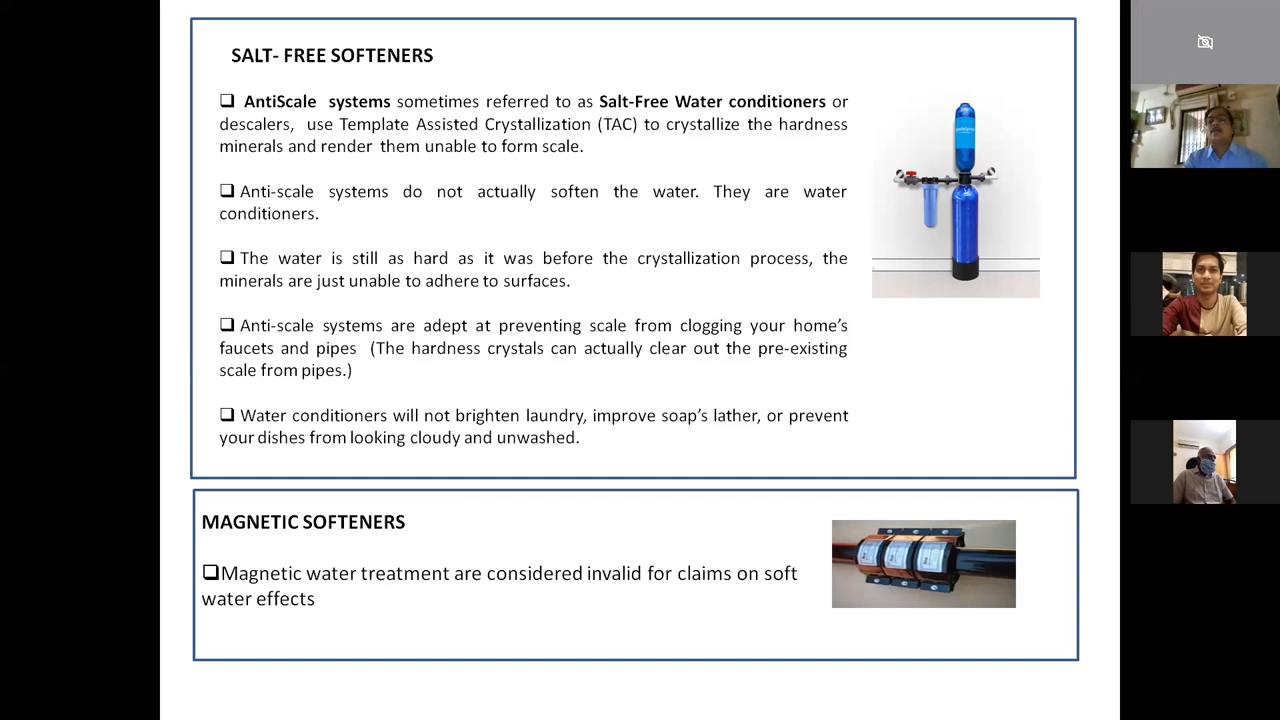 SALT- FREE SOFTENERS
❑ AntiScale systems sometimes referred to as Salt-Free Water conditioners or
descalers, use Template Assisted Crystallization (TAC) to crystallize the hardness
minerals and render them unable to form scale.
❑ Anti-scale systems do not actually soften the water. They are water
conditioners.
❑ The water is still as hard as it was before the crystallization process, the
minerals are just unable to adhere to surfaces.
❑ Anti-scale systems are adept at preventing scale from clogging your home’s
faucets and pipes (The hardness crystals can actually clear out the pre-existing
scale from pipes.)
❑ Water conditioners will not brighten laundry, improve soap’s lather, or prevent
your dishes from looking cloudy and unwashed.
MAGNETIC SOFTENERS
❑Magnetic water treatment are considered invalid for claims on soft
water effects